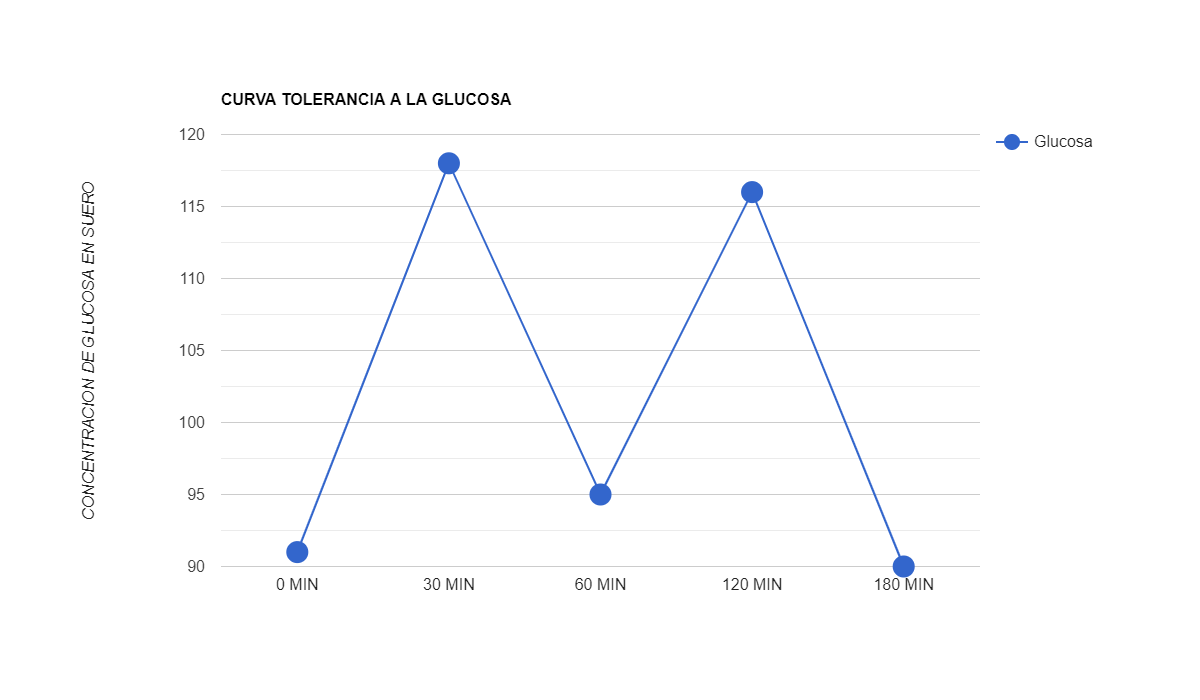 CURVA TOLERANCIA A LA GLUCOSA
Glucosa
CONCENTRACION DE GLUCOSA EN SUERO
120
115
110
105
100
95
90
0 MIN
30 MIN
60 MIN
120 MIN
180 MIN